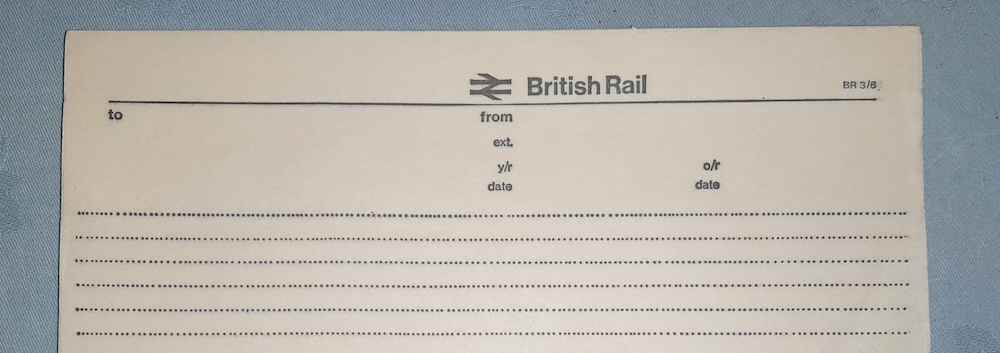 British Rail BR 3/6
to from
ext.
y/r o/r
date date